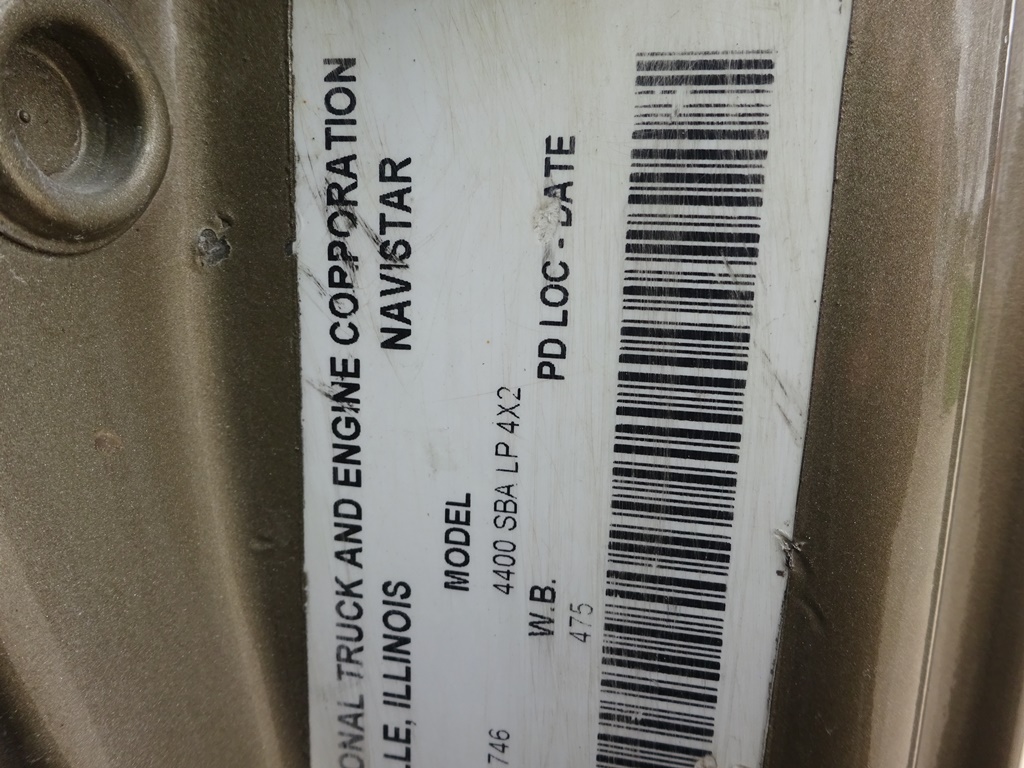 ONAL TRUCK AND ENGINE CORPORATION
LLE, ILLINOIS NAVISTAR
MODEL
746 4400 SBA LP 4X2
W.B. PD LOC - DATE
475